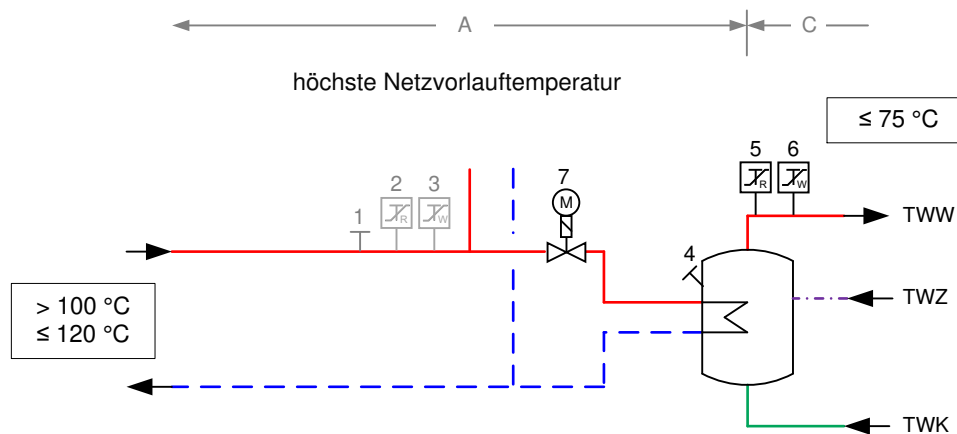 A
C
höchste Netzvorlauftemperatur
≤ 75 °C
5 6
R W
2 3 7
1 R W M
TWW
4
> 100 °C
≤ 120 °C
TWZ
TWK